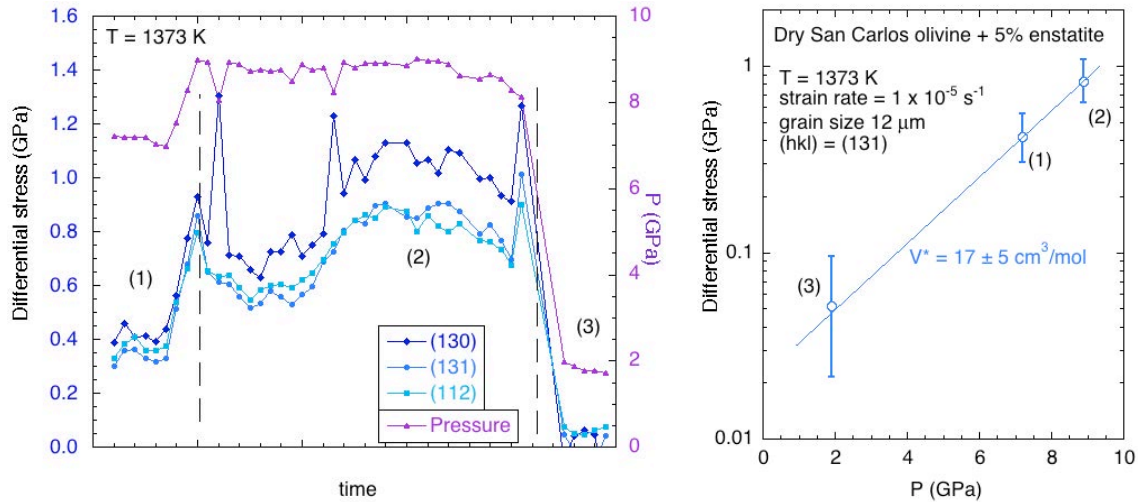 T = 1373 K
1.6
1.4
1.2
1.0
0.8
0.6
0.4
0.2
0.0
Differential stress (GPa)
10
8
6
4
2
0
P (GPa)
(1)
(2)
(3)
(130)
(131)
(112)
Pressure
time
Dry San Carlos olivine + 5% enstatite
T = 1373 K
strain rate = 1 x 10⁻⁵ s⁻¹
grain size 12 μm
(hkl) = (131)
(2)
(1)
V* = 17 ± 5 cm³/mol
(3)
1
0.1
0.01
Differential stress (GPa)
0 2 4 6 8 10
P (GPa)